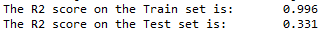 The R2 score on the Train set is:	0.996
The R2 score on the Test set is:	0.331